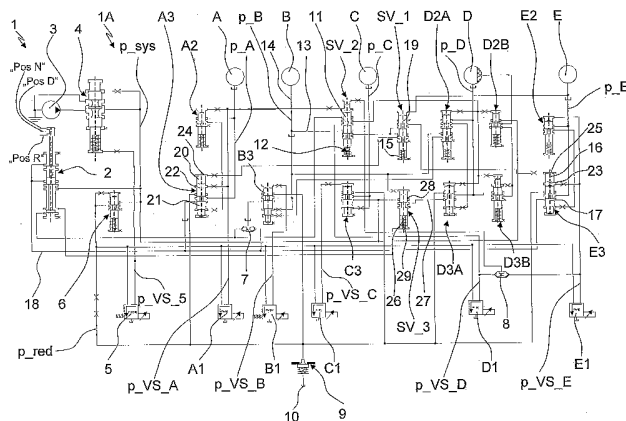 1 1A A3 A p_B B C SV_1 D2A D E2 E
4 p_sys A2 p_A 14 13 11 SV_2 p_C 19 p_D D2B
3
„Pos N“
„Pos D“
p_E
„Pos R“
24 B3 12 15 25
20 16
22 28 23
2 21 17
6 7 C3 26 29 27 D3A D3B E3
18 SV_3 8
p_VS_5 p_VS_C
p_red 5 A1 B1 C1 D1 E1
p_VS_A p_VS_B p_VS_D p_VS_E
10 9